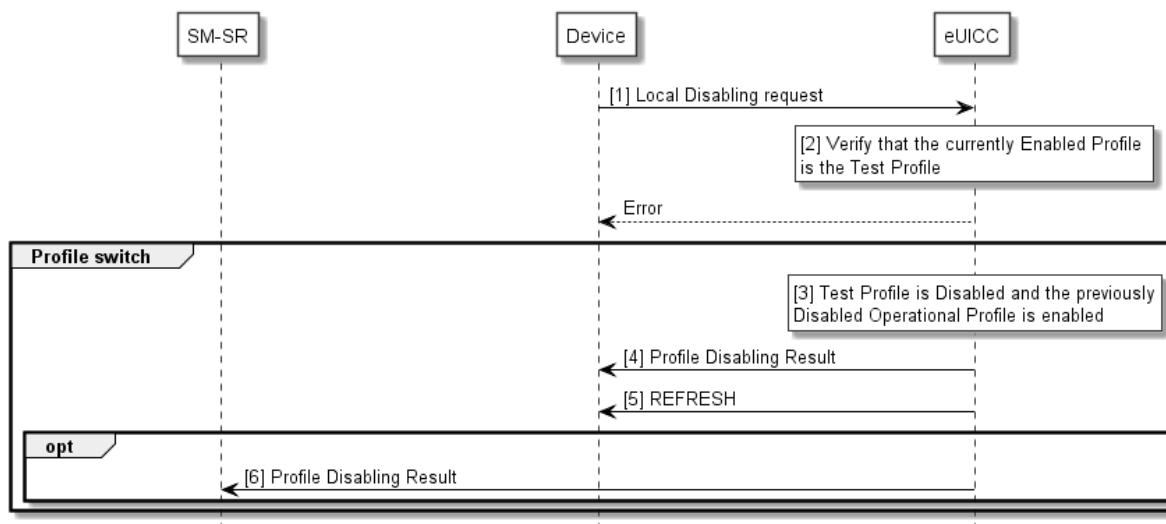 SM-SR
Device
eUICC
[1] Local Disabling request
[2] Verify that the currently Enabled Profile
is the Test Profile
Error
Profile switch
[3] Test Profile is Disabled and the previously
Disabled Operational Profile is enabled
[4] Profile Disabling Result
[5] REFRESH
opt
[6] Profile Disabling Result